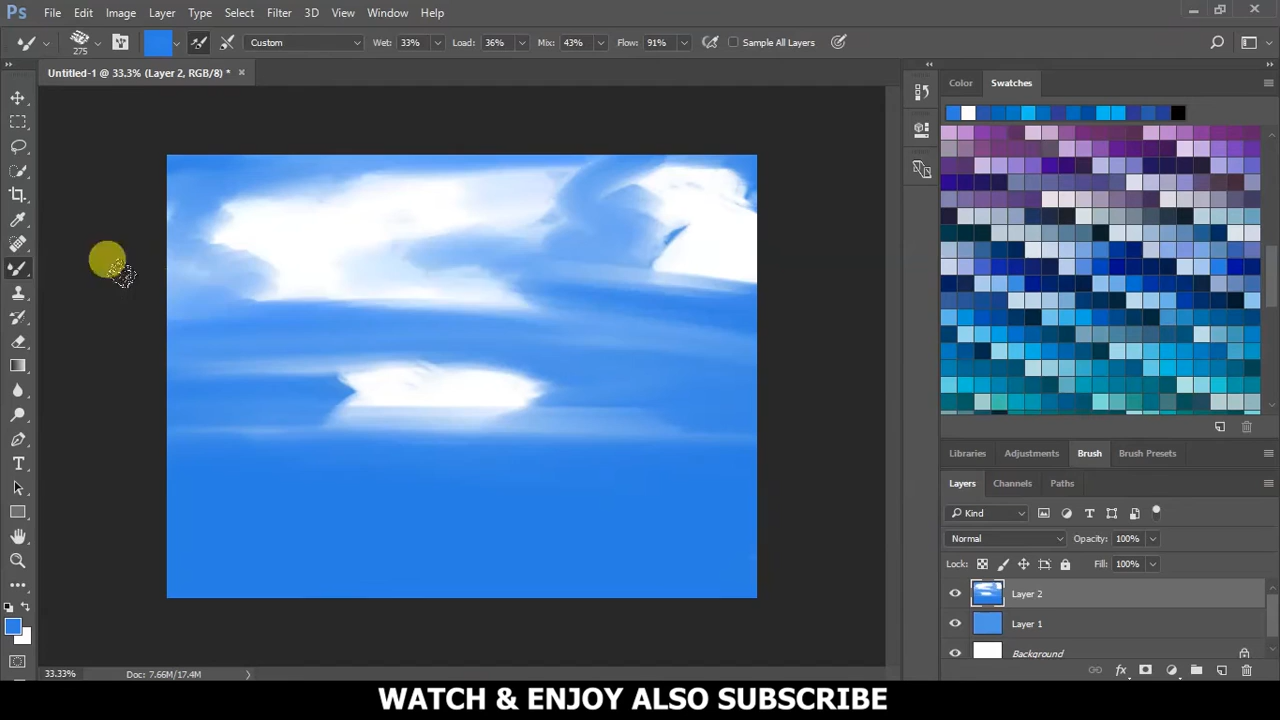 Ps File Edit Image Layer Type Select Filter 3D View Window Help
275 Custom Wet: 33% Load: 36% Mix: 43% Flow: 91% Sample All Layers
Untitled-1 @ 33.3% (Layer 2, RGB/8) * ×
Color Swatches
Libraries Adjustments Brush Brush Presets
Layers Channels Paths
Kind
Normal Opacity: 100%
Lock: Fill: 100%
Layer 2
Layer 1
Background
33.33% Doc: 7.66M/17.4M
WATCH & ENJOY ALSO SUBSCRIBE